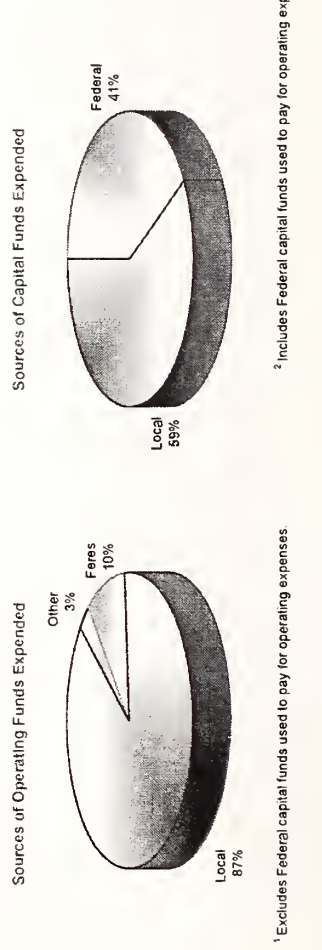 Sources of Operating Funds Expended
Other
3%
Feres
10%
Local
87%
¹ Excludes Federal capital funds used to pay for operating expenses.
Sources of Capital Funds Expended
Federal
41%
Local
59%
² Includes Federal capital funds used to pay for operating exp